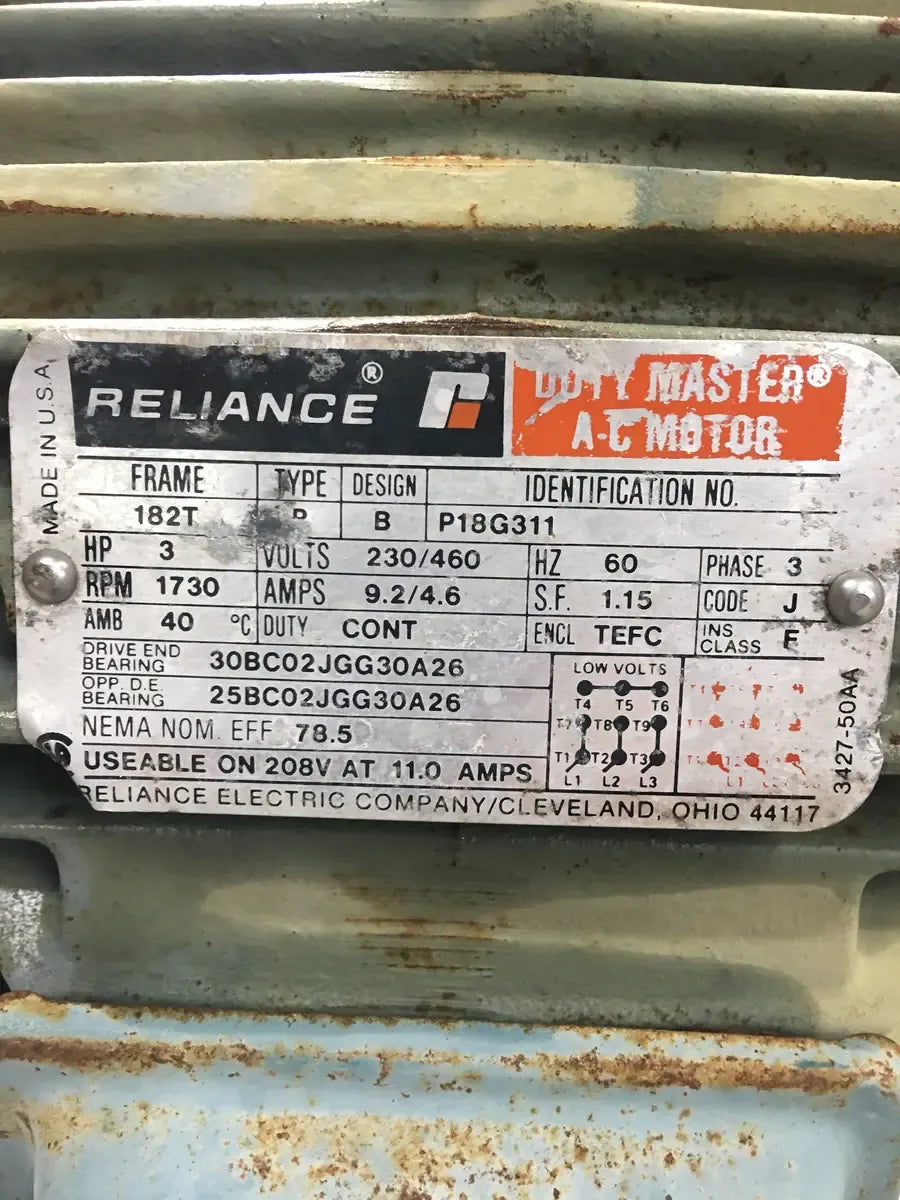 MADE IN U.S.A.
RELIANCE®
DUTY MASTER®
A-C MOTOR
FRAME TYPE DESIGN IDENTIFICATION NO.
182T P B P18G311
HP 3 VOLTS 230/460 HZ 60 PHASE 3
RPM 1730 AMPS 9.2/4.6 S.F. 1.15 CODE J
AMB 40 °C DUTY CONT ENCL TEFC INS CLASS F
DRIVE END BEARING 30BC02JGG30A26
OPP. D.E. BEARING 25BC02JGG30A26
NEMA NOM. EFF 78.5
USEABLE ON 208V AT 11.0 AMPS
LOW VOLTS
T4 T5 T6
T7 T8 T9
T1 T2 T3
L1 L2 L3
RELIANCE ELECTRIC COMPANY/CLEVELAND, OHIO 44117
3427-50AA